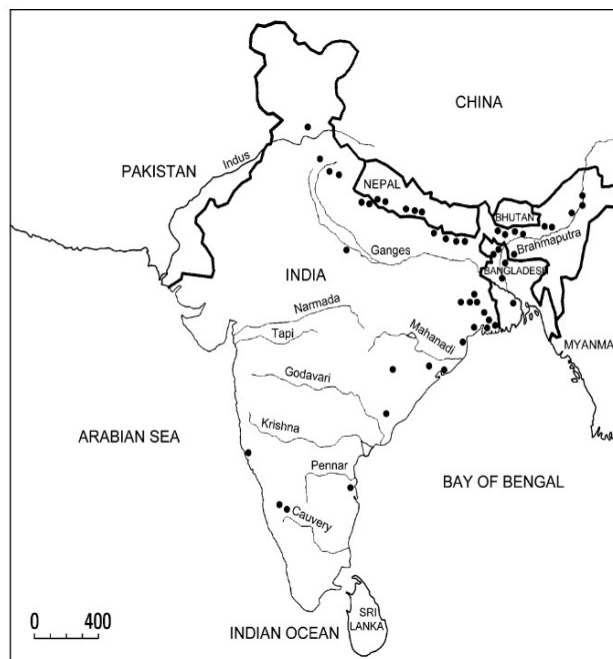 CHINA
PAKISTAN
Indus
NEPAL
BHUTAN
Brahmaputra
Ganges
BANGLADESH
INDIA
Narmada
Tapi
Mahanadi
MYANMA
Godavari
Krishna
ARABIAN SEA
Pennar
BAY OF BENGAL
Cauvery
0 400
SRI
LANKA
INDIAN OCEAN